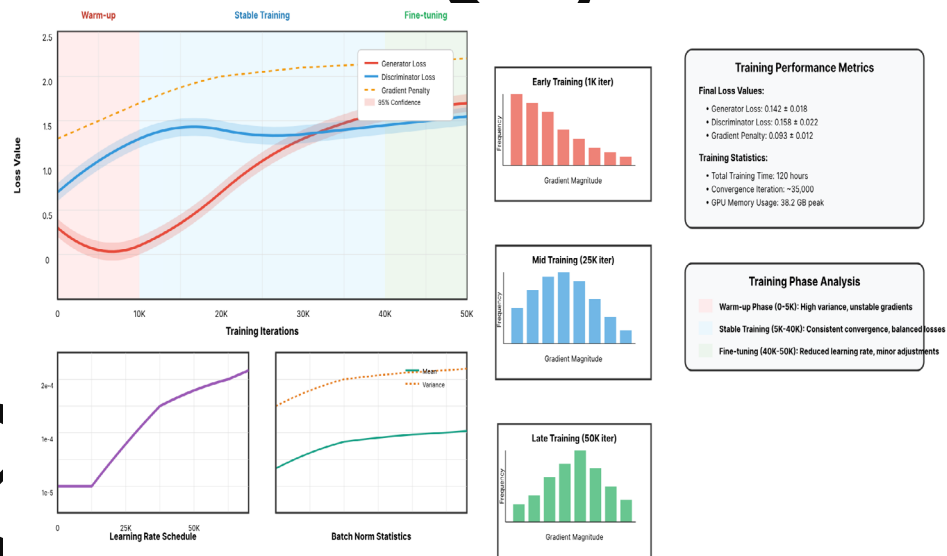 Warm-up
Stable Training
Fine-tuning
2.5
2.0
1.5
1.0
0.5
0
Loss Value
Generator Loss
Discriminator Loss
Gradient Penalty
95% Confidence
0
10K
20K
30K
40K
50K
Training Iterations
2e-4
1e-4
1e-5
0
25K
50K
Learning Rate Schedule
Mean
Variance
Batch Norm Statistics
Early Training (1K iter)
Frequency
Gradient Magnitude
Mid Training (25K iter)
Frequency
Gradient Magnitude
Late Training (50K iter)
Frequency
Gradient Magnitude
Training Performance Metrics
Final Loss Values:
• Generator Loss: 0.142 ± 0.018
• Discriminator Loss: 0.158 ± 0.022
• Gradient Penalty: 0.093 ± 0.012
Training Statistics:
• Total Training Time: 120 hours
• Convergence Iteration: ~35,000
• GPU Memory Usage: 38.2 GB peak
Training Phase Analysis
Warm-up Phase (0-5K): High variance, unstable gradients
Stable Training (5K-40K): Consistent convergence, balanced losses
Fine-tuning (40K-50K): Reduced learning rate, minor adjustments